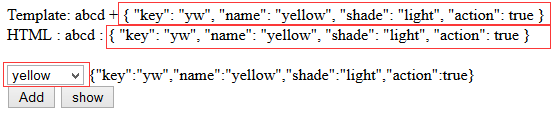 Template: abcd + { "key": "yw", "name": "yellow", "shade": "light", "action": true }
HTML : abcd : { "key": "yw", "name": "yellow", "shade": "light", "action": true }
yellow {"key":"yw","name":"yellow","shade":"light","action":true}
Add show